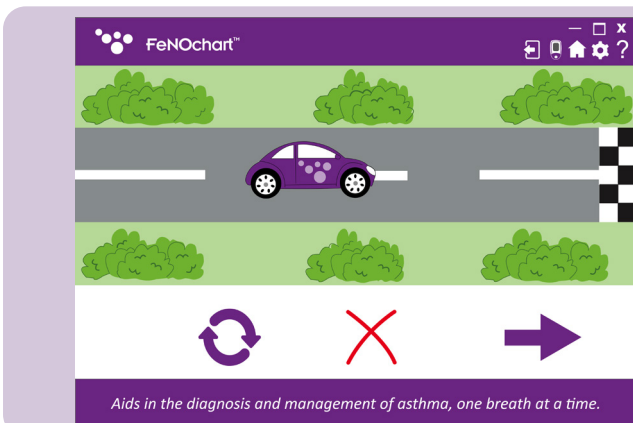 FeNOchart™
Aids in the diagnosis and management of asthma, one breath at a time.